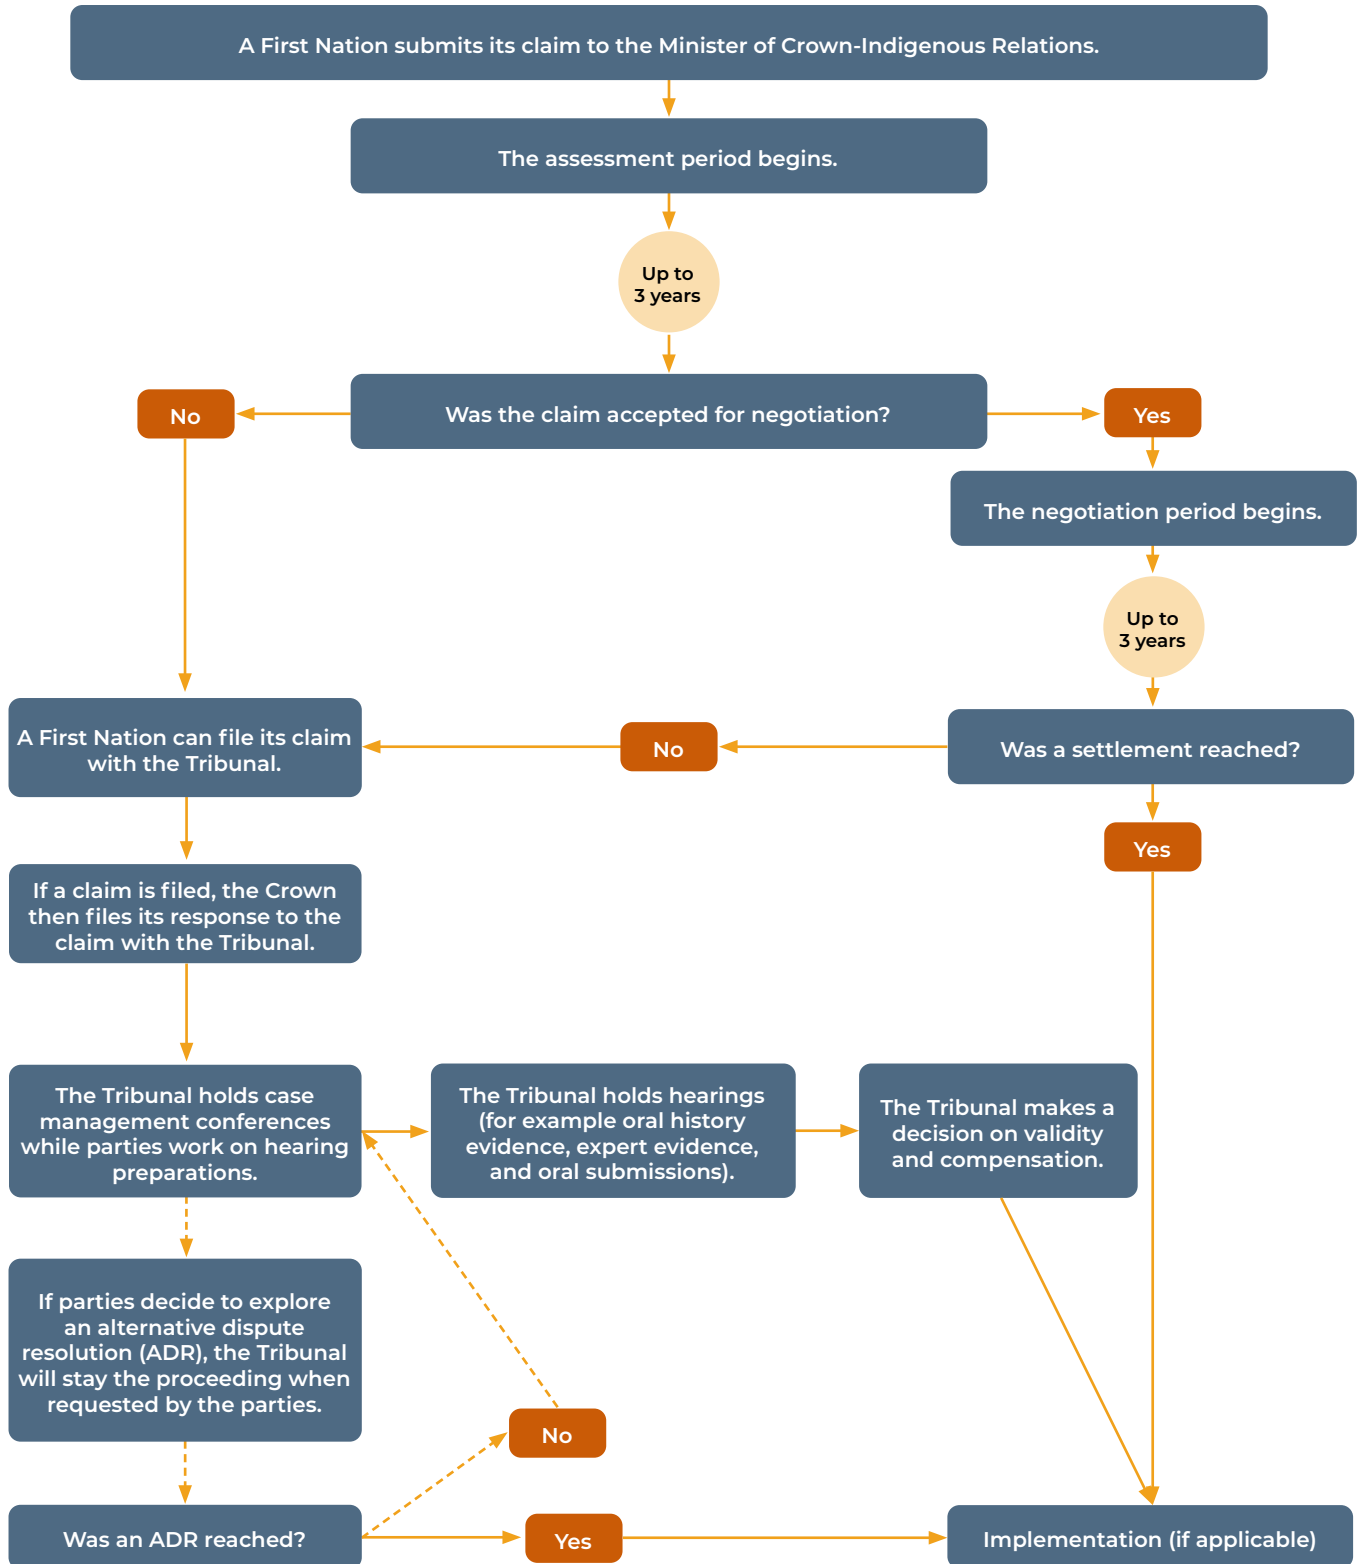 A First Nation submits its claim to the Minister of Crown-Indigenous Relations.
The assessment period begins.
Up to
3 years
Was the claim accepted for negotiation?
No
Yes
The negotiation period begins.
Up to
3 years
A First Nation can file its claim
with the Tribunal.
No
Was a settlement reached?
Yes
If a claim is filed, the Crown
then files its response to the
claim with the Tribunal.
The Tribunal holds case
management conferences
while parties work on hearing
preparations.
The Tribunal holds hearings
(for example oral history
evidence, expert evidence,
and oral submissions).
The Tribunal makes a
decision on validity
and compensation.
If parties decide to explore
an alternative dispute
resolution (ADR), the Tribunal
will stay the proceeding when
requested by the parties.
No
Was an ADR reached?
Yes
Implementation (if applicable)